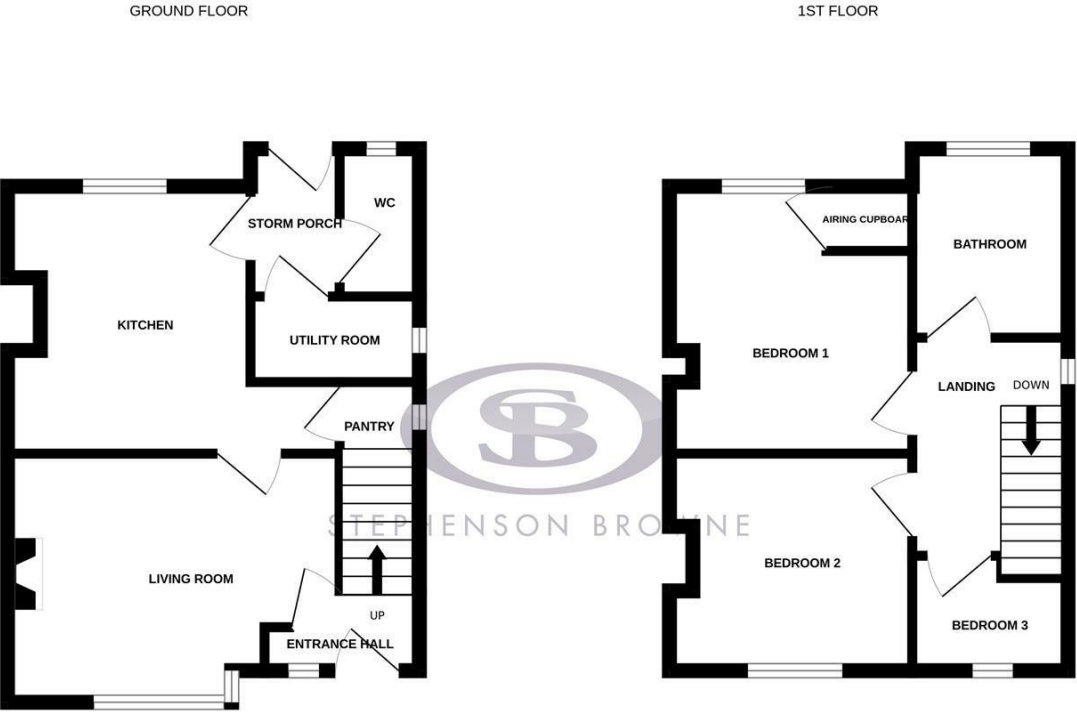 GROUND FLOOR
1ST FLOOR
WC
STORM PORCH
AIRING CUPBOAR
BATHROOM
KITCHEN
UTILITY ROOM
BEDROOM 1
LANDING
DOWN
PANTRY
SB
STEPHENSON BROWNE
BEDROOM 2
LIVING ROOM
UP
ENTRANCE HALL
BEDROOM 3